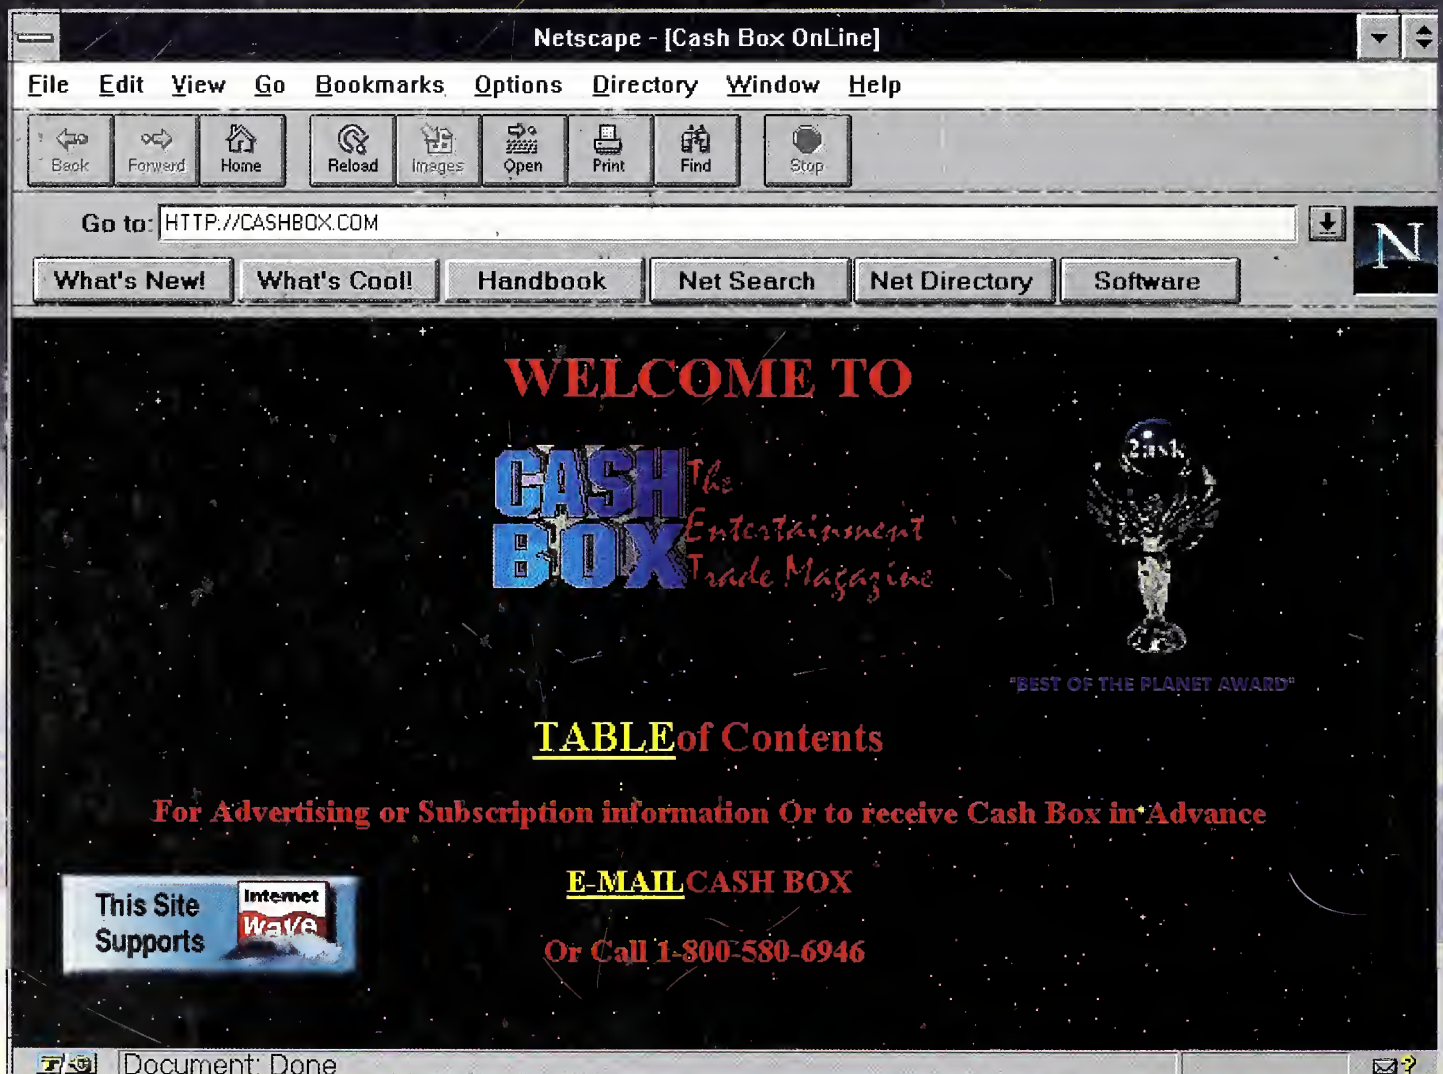 Netscape - [Cash Box OnLine]
File Edit View Go Bookmarks Options Directory Window Help
Back Forward Home Reload Images Open Print Find Stop
Go to: HTTP://CASHBOX.COM
N
What's New! What's Cool! Handbook Net Search Net Directory Software
WELCOME TO
CASH BOX
The
Entertainment
Trade Magazine
"BEST OF THE PLANET AWARD"
TABLE of Contents
For Advertising or Subscription information Or to receive Cash Box in Advance
E-MAIL CASH BOX
Or Call 1-800-580-6946
This Site
Supports
Internet
wave
Document: Done